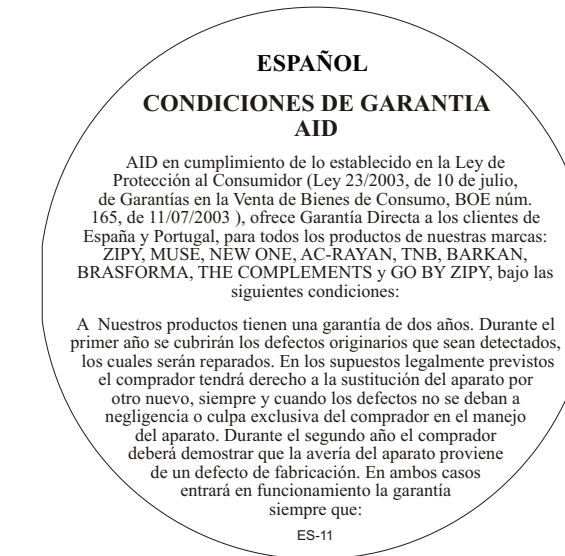 ESPAÑOL
CONDICIONES DE GARANTIA
AID
AID en cumplimiento de lo establecido en la Ley de
Protección al Consumidor (Ley 23/2003, de 10 de julio,
de Garantías en la Venta de Bienes de Consumo, BOE núm.
165, de 11/07/2003 ), ofrece Garantía Directa a los clientes de
España y Portugal, para todos los productos de nuestras marcas:
ZIPY, MUSE, NEW ONE, AC-RAYAN, TNB, BARKAN,
BRASFORMA, THE COMPLEMENTS y GO BY ZIPY, bajo las
siguientes condiciones:
A Nuestros productos tienen una garantía de dos años. Durante el
primer año se cubrirán los defectos originarios que sean detectados,
los cuales serán reparados. En los supuestos legalmente previstos
el comprador tendrá derecho a la sustitución del aparato por
otro nuevo, siempre y cuando los defectos no se deban a
negligencia o culpa exclusiva del comprador en el manejo
del aparato. Durante el segundo año el comprador
deberá demostrar que la avería del aparato proviene
de un defecto de fabricación. En ambos casos
entrará en funcionamiento la garantía
siempre que:
ES-11